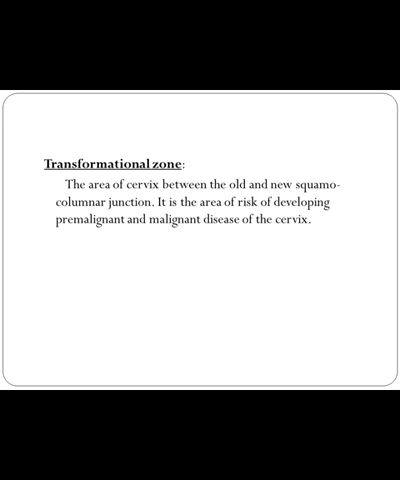 Transformational zone:
The area of cervix between the old and new squamo-
columnar junction. It is the area of risk of developing
premalignant and malignant disease of the cervix.